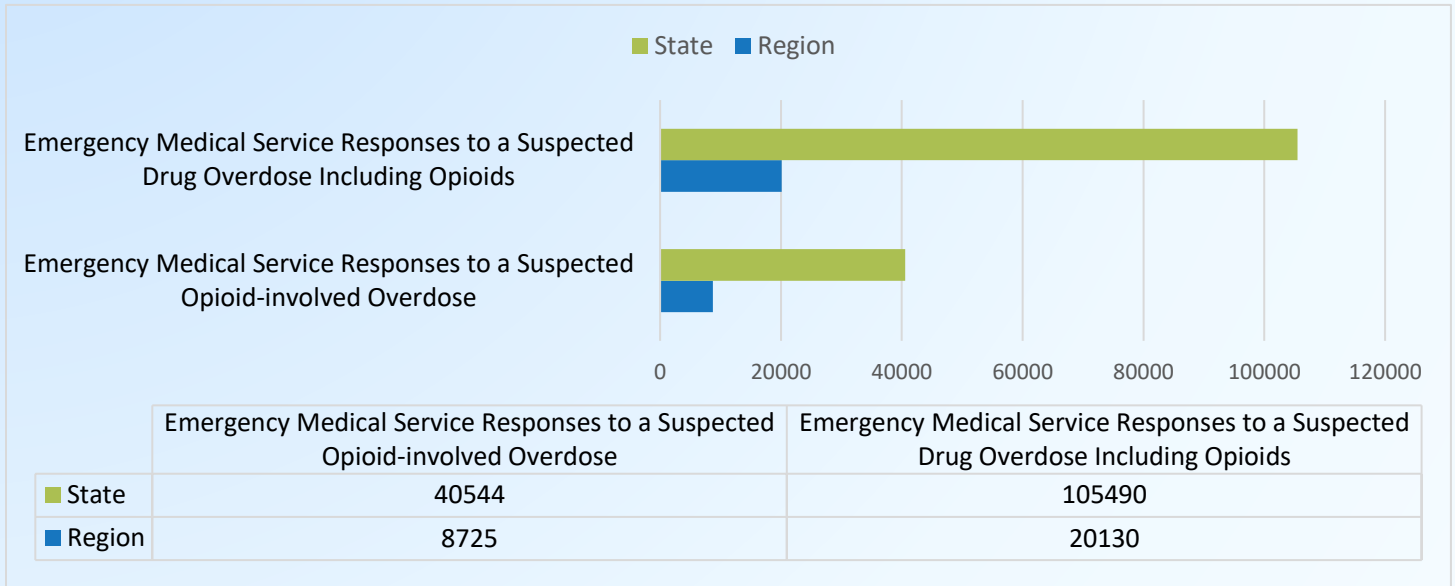 State Region
Emergency Medical Service Responses to a Suspected
Drug Overdose Including Opioids
Emergency Medical Service Responses to a Suspected
Opioid-involved Overdose
0 20000 40000 60000 80000 100000 120000
Emergency Medical Service Responses to a Suspected
Opioid-involved Overdose
Emergency Medical Service Responses to a Suspected
Drug Overdose Including Opioids
State 40544 105490
Region 8725 20130